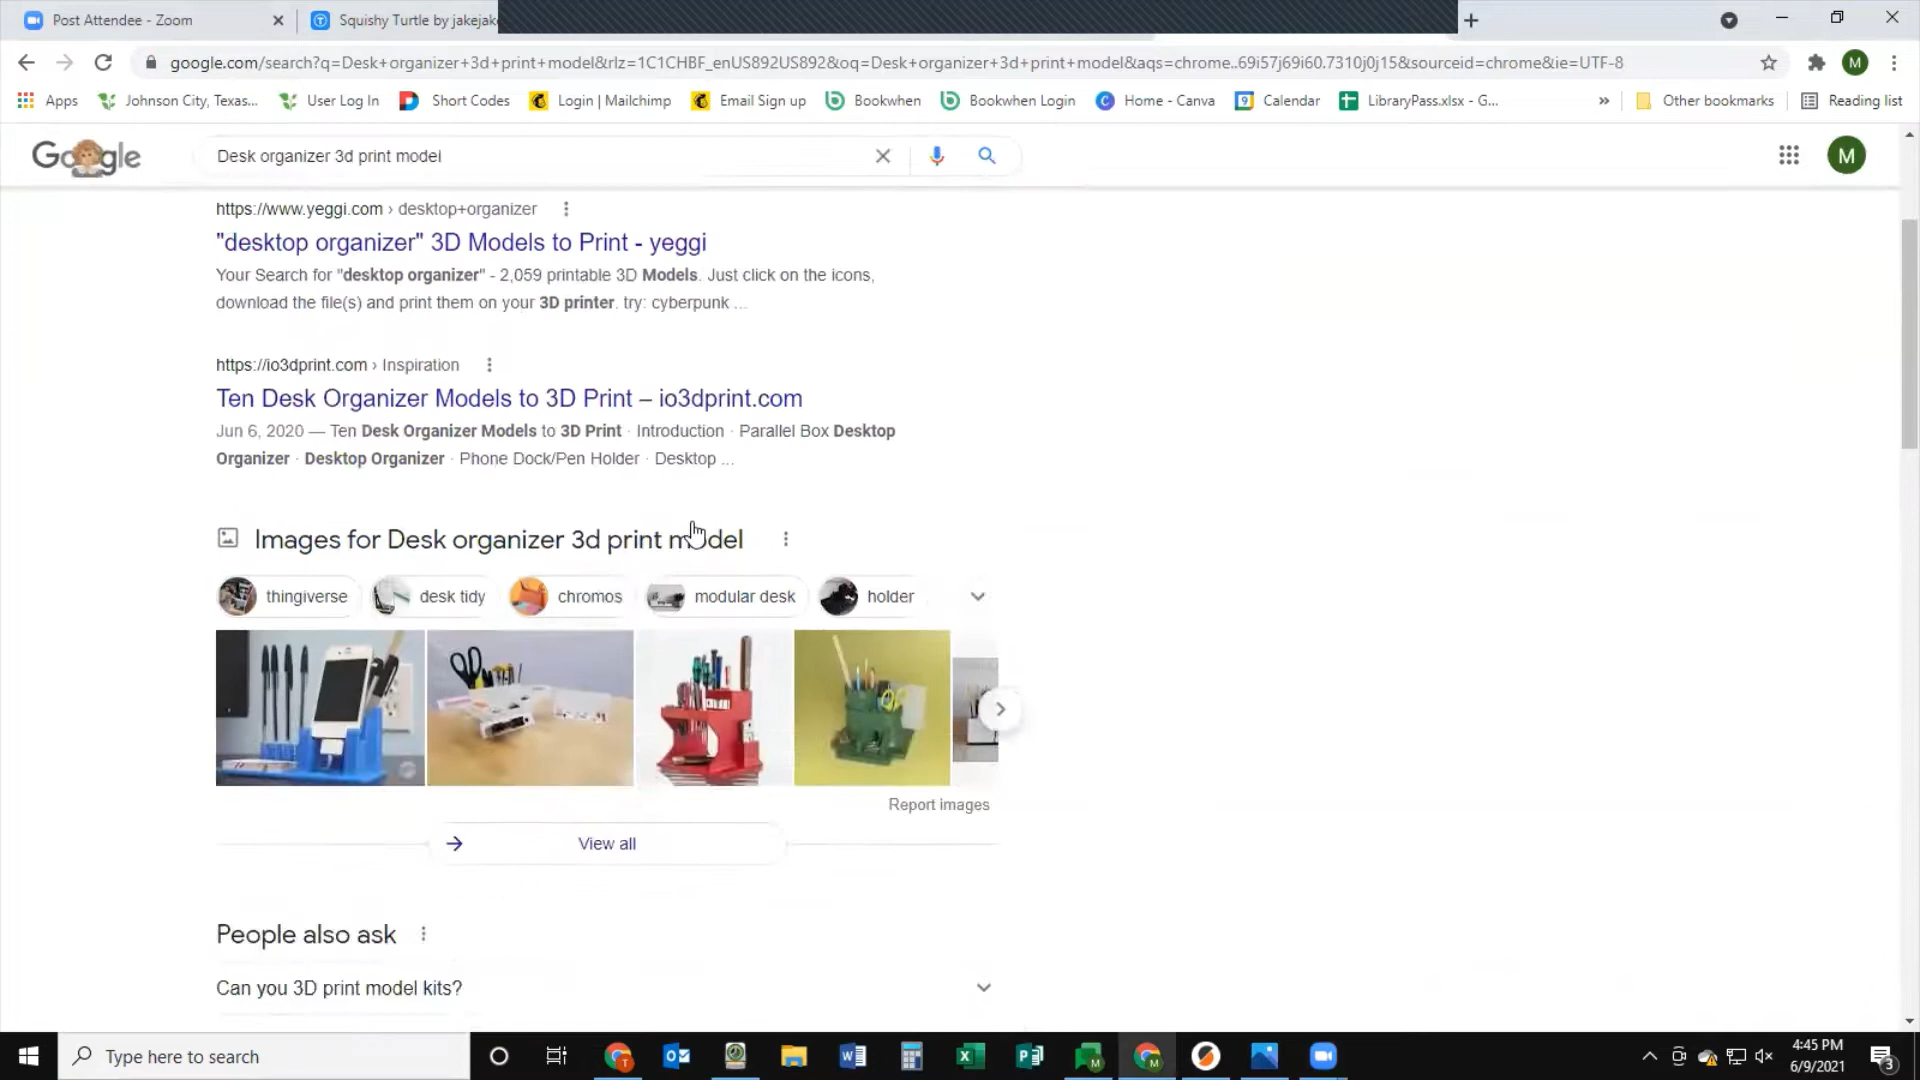 Post Attendee - Zoom
Squishy Turtle by jakejak
google.com/search?q=Desk+organizer+3d+print+model&rlz=1C1CHBF_enUS892US892&oq=Desk+organizer+3d+print+model&aqs=chrome..69i57j69i60.7310j0j15&sourceid=chrome&ie=UTF-8
M
Apps
Johnson City, Texas...
User Log In
Short Codes
Login | Mailchimp
Email Sign up
Bookwhen
Bookwhen Login
Home - Canva
Calendar
LibraryPass.xlsx - G...
»
Other bookmarks
Reading list
Google
Desk organizer 3d print model
M
https://www.yeggi.com › desktop+organizer
"desktop organizer" 3D Models to Print - yeggi
Your Search for "desktop organizer" - 2,059 printable 3D Models. Just click on the icons,
download the file(s) and print them on your 3D printer. try: cyberpunk ...
https://io3dprint.com › Inspiration
Ten Desk Organizer Models to 3D Print – io3dprint.com
Jun 6, 2020 — Ten Desk Organizer Models to 3D Print · Introduction · Parallel Box Desktop
Organizer · Desktop Organizer · Phone Dock/Pen Holder · Desktop ...
Images for Desk organizer 3d print model
thingiverse
desk tidy
chromos
modular desk
holder
Report images
View all
People also ask
Can you 3D print model kits?
Type here to search
4:45 PM
6/9/2021
3